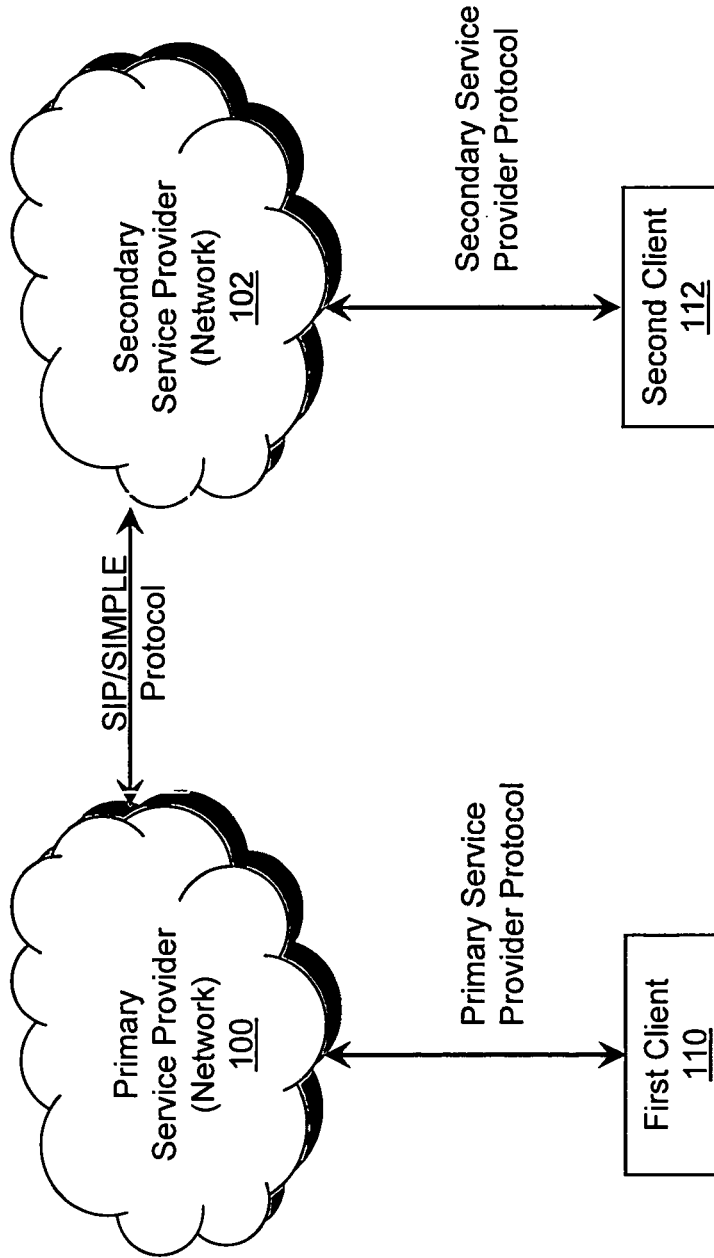 Primary
Service Provider
(Network)
100
SIP/SIMPLE
Protocol
Secondary
Service Provider
(Network)
102
Primary Service
Provider Protocol
Secondary Service
Provider Protocol
First Client
110
Second Client
112